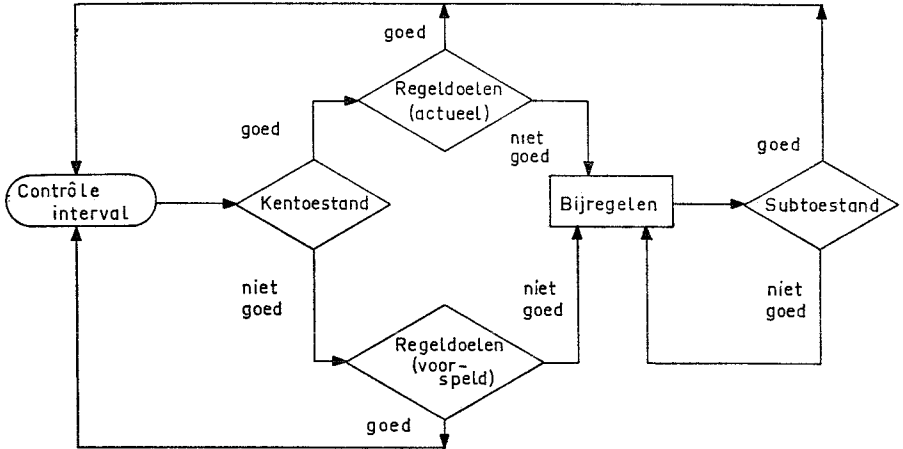 goed
Regeldoelen
(actueel)
goed
niet
goed
goed
Contrôle
interval
Kentoestand
Bijregelen
Subtoestand
niet
goed
niet
goed
niet
goed
Regeldoelen
(voor-
speld)
goed